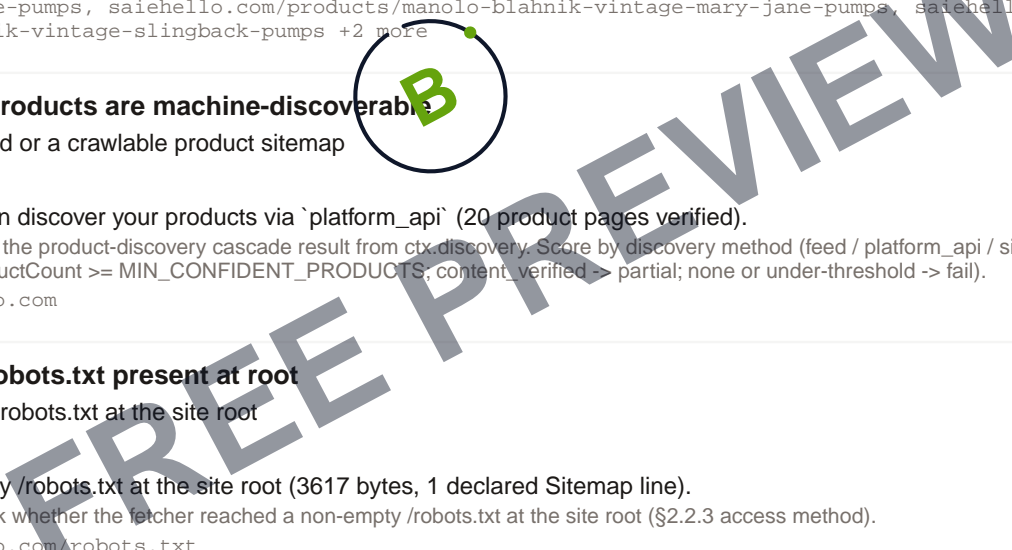 e-pumps, saiehello.com/products/manolo-blahnik-vintage-mary-jane-pumps, saiehell
ik-vintage-slingback-pumps +2 more
B
roducts are machine-discoverable
d or a crawlable product sitemap
n discover your products via `platform_api` (20 product pages verified).
the product-discovery cascade result from ctx.discovery. Score by discovery method (feed / platform_api / si
uctCount >= MIN_CONFIDENT_PRODUCTS; content_verified -> partial; none or under-threshold -> fail).
o.com
FREE PREVIEW
obots.txt present at root
robots.txt at the site root
y /robots.txt at the site root (3617 bytes, 1 declared Sitemap line).
k whether the fetcher reached a non-empty /robots.txt at the site root (§2.2.3 access method).
o.com/robots.txt